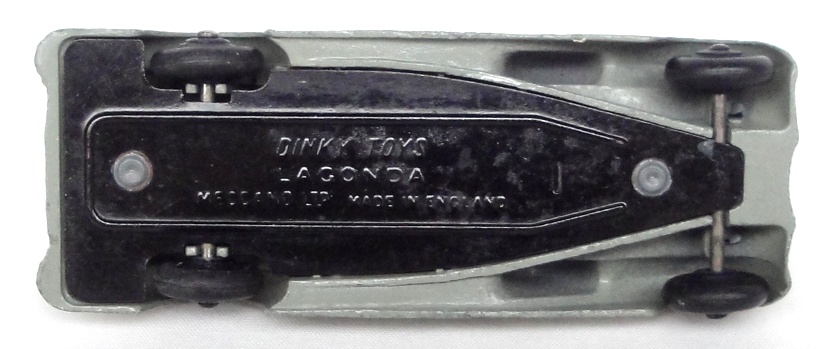 DINKY TOYS
LAGONDA
MECCANO LTD MADE IN ENGLAND